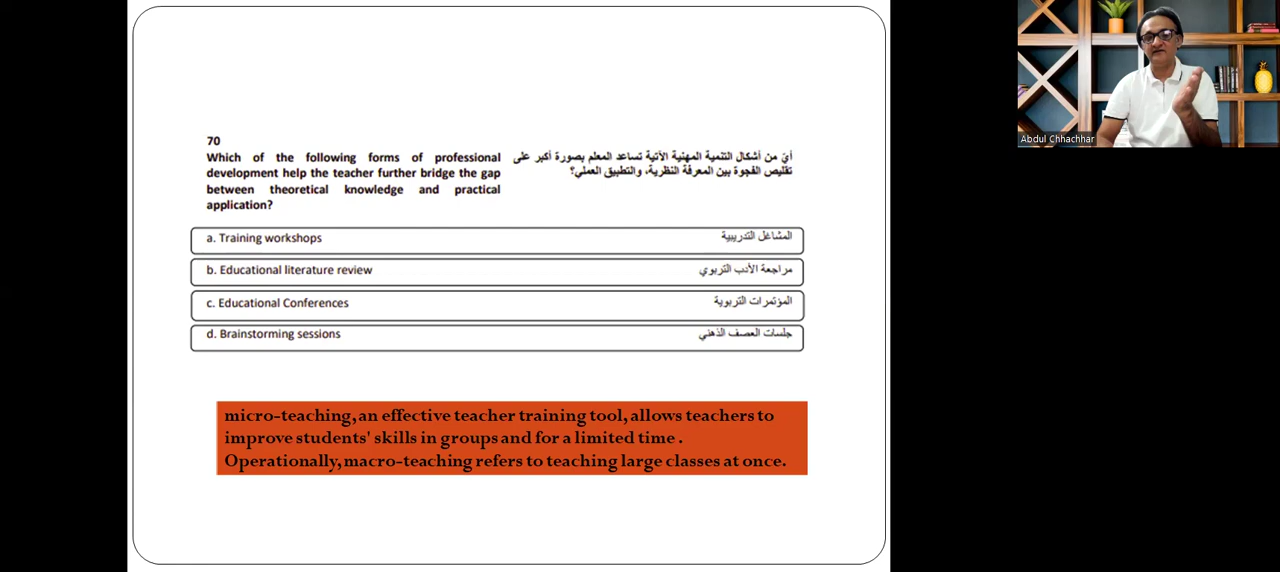 70
Which of the following forms of professional
development help the teacher further bridge the gap
between theoretical knowledge and practical
application?
أيّ من أشكال التنمية المهنية الآتية تساعد المعلم بصورة أكبر على
تقليص الفجوة بين المعرفة النظرية، والتطبيق العملي؟
a. Training workshops
المشاغل التدريبية
b. Educational literature review
مراجعة الأدب التربوي
c. Educational Conferences
المؤتمرات التربوية
d. Brainstorming sessions
جلسات العصف الذهني
micro-teaching, an effective teacher training tool, allows teachers to
improve students' skills in groups and for a limited time .
Operationally, macro-teaching refers to teaching large classes at once.
Abdul Chhachhar